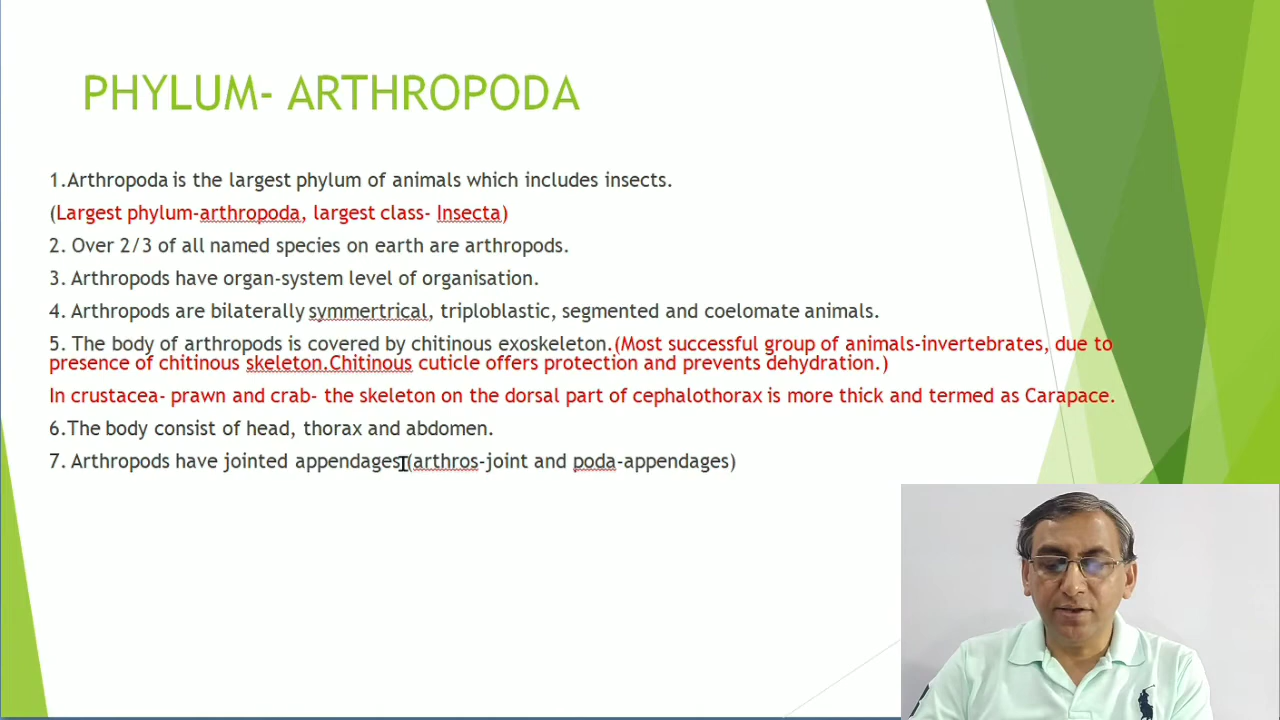 PHYLUM- ARTHROPODA
1.Arthropoda is the largest phylum of animals which includes insects.
(Largest phylum-arthropoda, largest class- Insecta)
2. Over 2/3 of all named species on earth are arthropods.
3. Arthropods have organ-system level of organisation.
4. Arthropods are bilaterally symmertrical, triploblastic, segmented and coelomate animals.
5. The body of arthropods is covered by chitinous exoskeleton.(Most successful group of animals-invertebrates, due to
presence of chitinous skeleton.Chitinous cuticle offers protection and prevents dehydration.)
In crustacea- prawn and crab- the skeleton on the dorsal part of cephalothorax is more thick and termed as Carapace.
6.The body consist of head, thorax and abdomen.
7. Arthropods have jointed appendages (arthros-joint and poda-appendages)